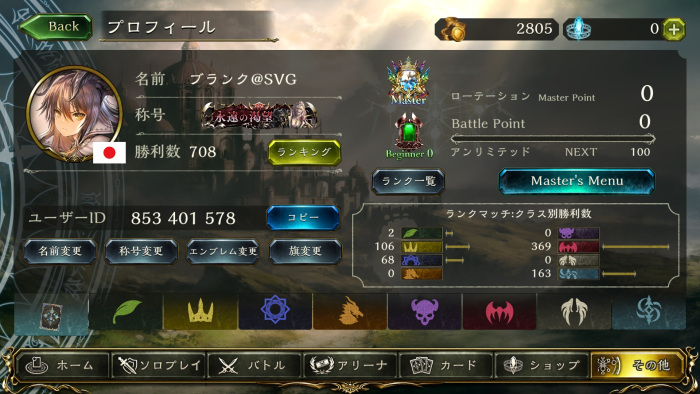 Back プロフィール 2805 0
名前 ブランク@SVG
称号 永遠の渇望
勝利数 708 ランキング
Master
ローテーション Master Point 0
Battle Point 0
Beginner 0
アンリミテッド NEXT 100
ランク一覧 Master's Menu
ユーザーID 853 401 578 コピー
名前変更 称号変更 エンブレム変更 旗変更
ランクマッチ:クラス別勝利数
2 0
106 369
68 0
0 163
ホーム ソロプレイ バトル アリーナ カード ショップ その他